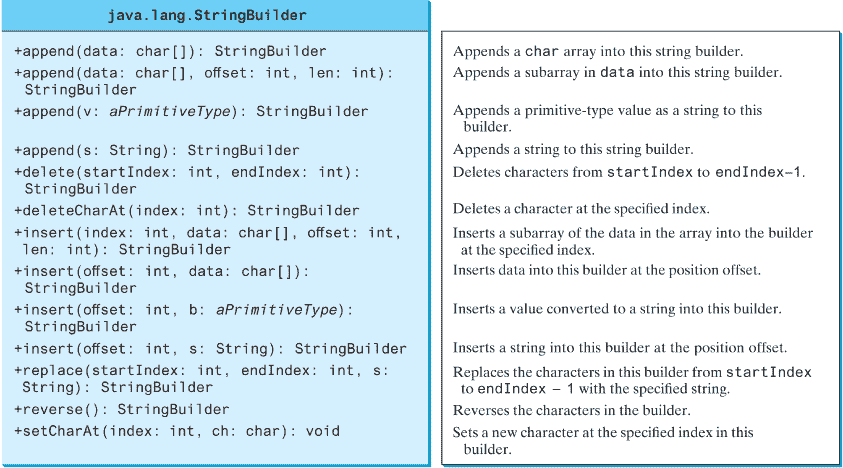 java.lang.StringBuilder
+append(data: char[]): StringBuilder
Appends a char array into this string builder.
+append(data: char[], offset: int, len: int):
StringBuilder
Appends a subarray in data into this string builder.
+append(v: aPrimitiveType): StringBuilder
Appends a primitive-type value as a string to this
builder.
+append(s: String): StringBuilder
Appends a string to this string builder.
+delete(startIndex: int, endIndex: int):
StringBuilder
Deletes characters from startIndex to endIndex–1.
+deleteCharAt(index: int): StringBuilder
Deletes a character at the specified index.
+insert(index: int, data: char[], offset: int,
len: int): StringBuilder
Inserts a subarray of the data in the array into the builder
at the specified index.
+insert(offset: int, data: char[]):
StringBuilder
Inserts data into this builder at the position offset.
+insert(offset: int, b: aPrimitiveType):
StringBuilder
Inserts a value converted to a string into this builder.
+insert(offset: int, s: String): StringBuilder
Inserts a string into this builder at the position offset.
+replace(startIndex: int, endIndex: int, s:
String): StringBuilder
Replaces the characters in this builder from startIndex
to endIndex – 1 with the specified string.
+reverse(): StringBuilder
Reverses the characters in the builder.
+setCharAt(index: int, ch: char): void
Sets a new character at the specified index in this
builder.